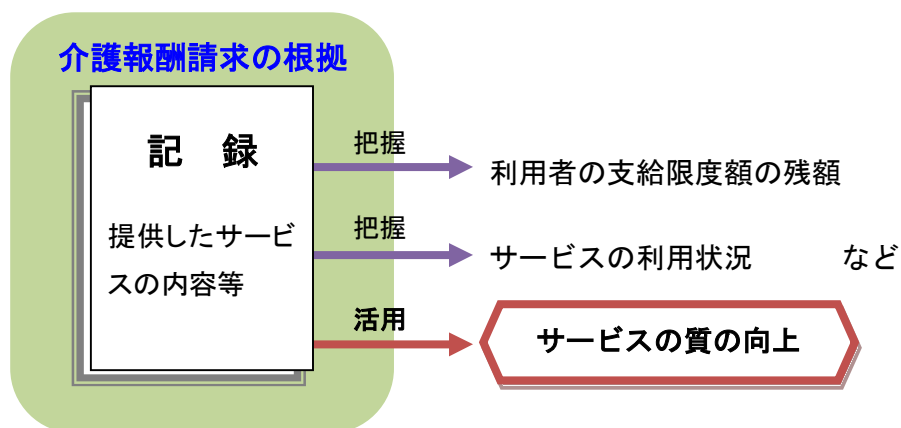 介護報酬請求の根拠
記　録
提供したサービ
スの内容等
把握
利用者の支給限度額の残額
把握
サービスの利用状況　　　など
活用
サービスの質の向上